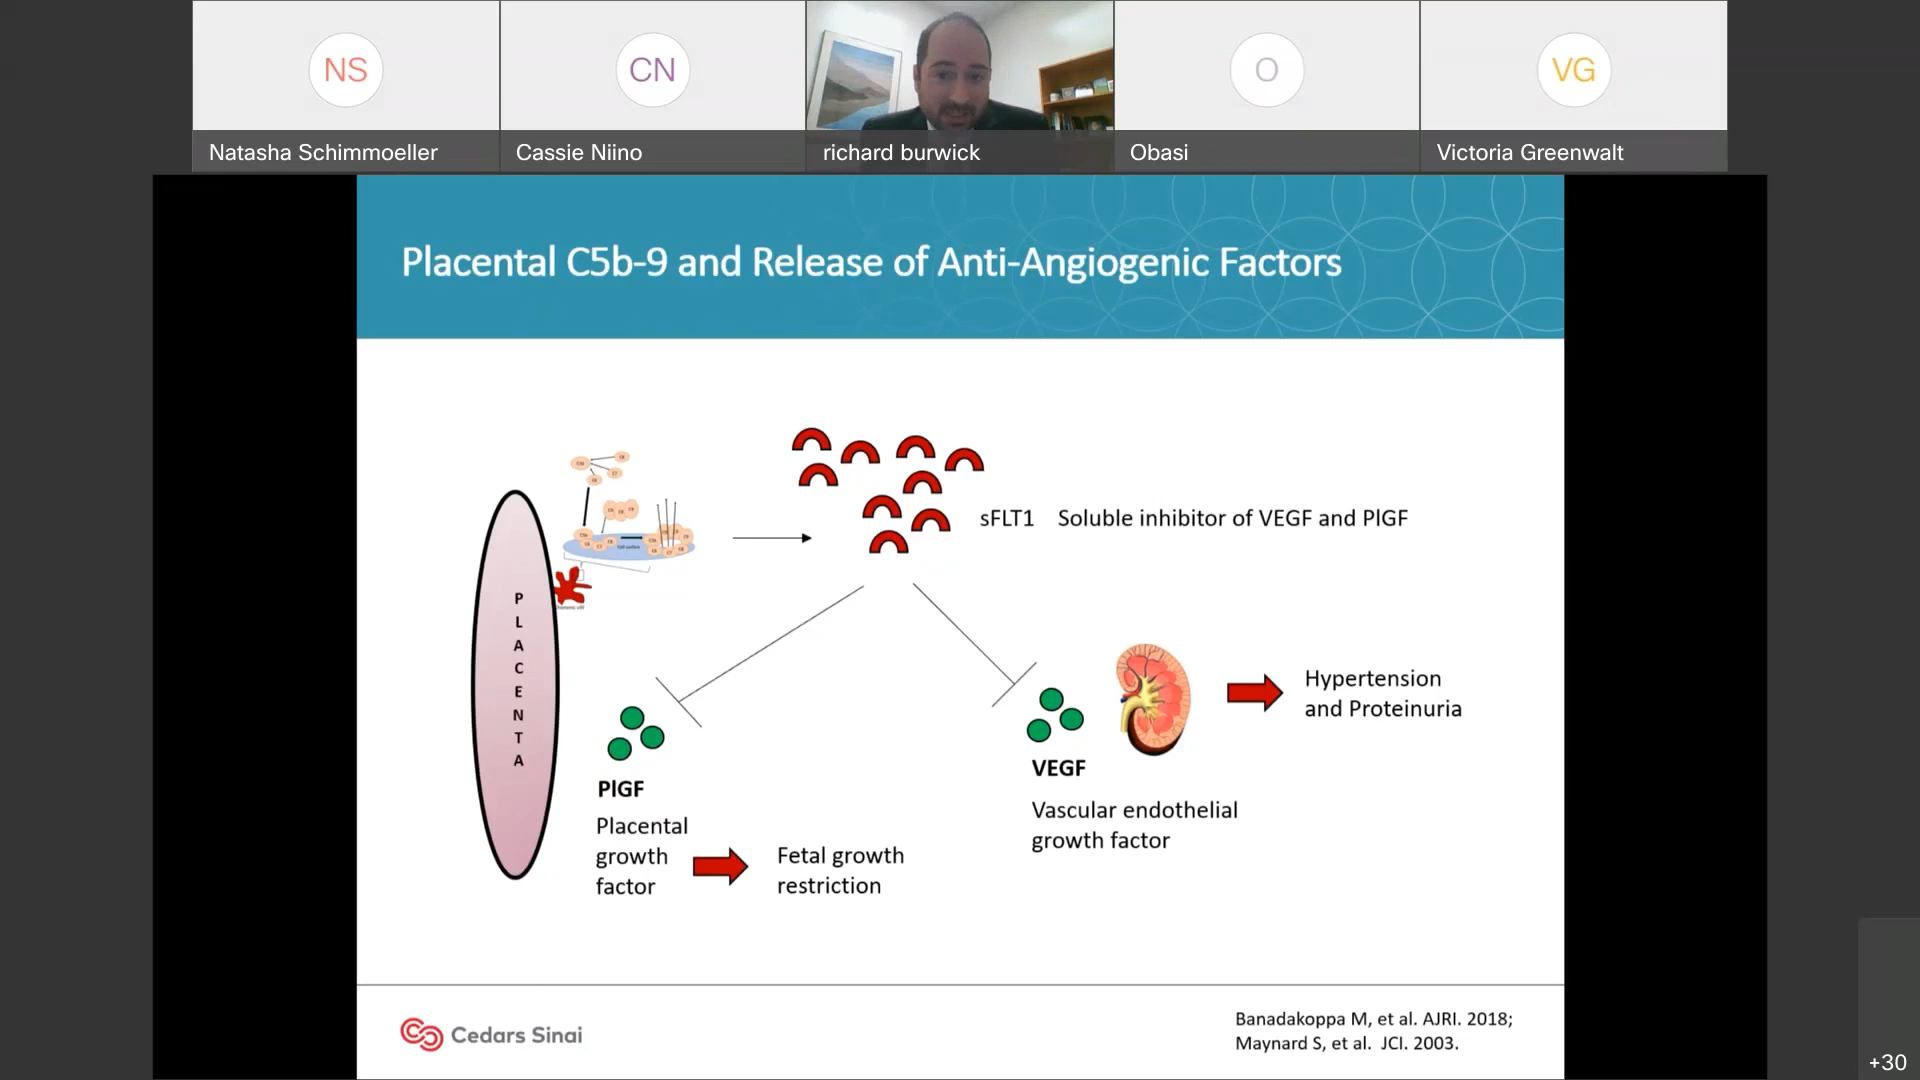 NS
CN
O
VG
Natasha Schimmoeller
Cassie Niino
richard burwick
Obasi
Victoria Greenwalt
Placental C5b-9 and Release of Anti-Angiogenic Factors
sFLT1 Soluble inhibitor of VEGF and PlGF
PLACENTA
Hypertension
and Proteinuria
PlGF
Placental
growth
factor
Fetal growth
restriction
VEGF
Vascular endothelial
growth factor
Cedars Sinai
Banadakoppa M, et al. AJRI. 2018;
Maynard S, et al. JCI. 2003.
+30